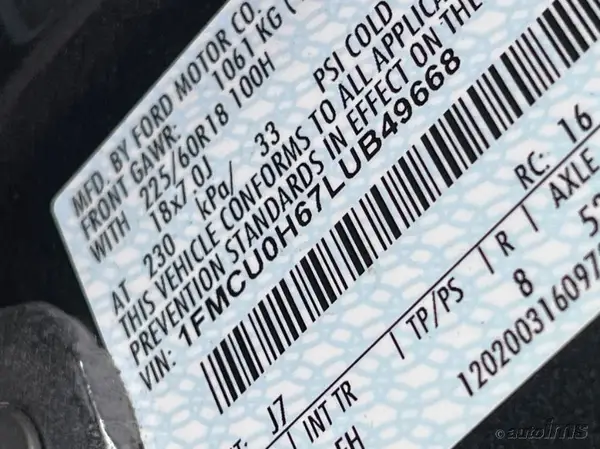 MFD. BY FORD MOTOR CO.
FRONT GAWR: 1061 KG (
WITH 225/60R18 100H
18x7.0J
AT 230 kPa/ 33 PSI COLD
THIS VEHICLE CONFORMS TO ALL APPLICA
PREVENTION STANDARDS IN EFFECT ON THE
VIN: 1FMCU0H67LUB49668
RC: 16
INT TR TP/PS R AXLE
J7 8
EH
12020031609
autoims